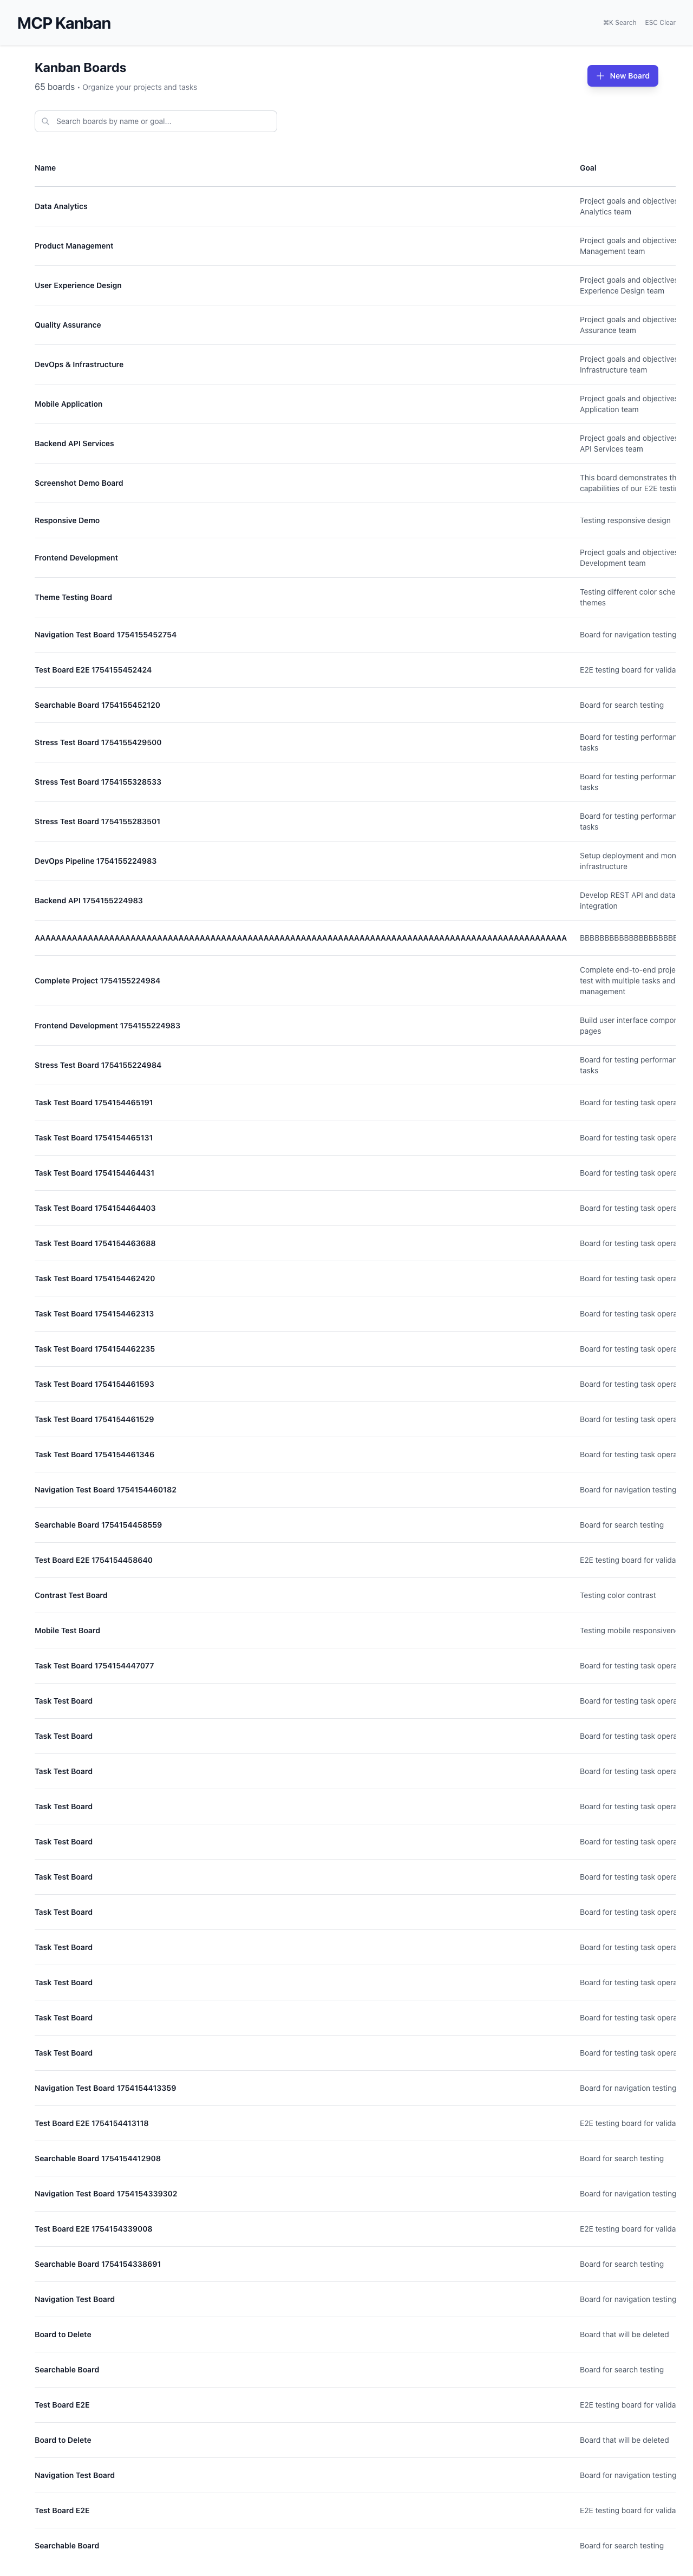 MCP Kanban
⌘K Search ESC Clear
Kanban Boards
65 boards • Organize your projects and tasks
New Board
Search boards by name or goal...
Name Goal
Data Analytics
Project goals and objectives
Analytics team
Product Management
Project goals and objectives
Management team
User Experience Design
Project goals and objectives
Experience Design team
Quality Assurance
Project goals and objectives
Assurance team
DevOps & Infrastructure
Project goals and objectives
Infrastructure team
Mobile Application
Project goals and objectives
Application team
Backend API Services
Project goals and objectives
API Services team
Screenshot Demo Board
This board demonstrates th
capabilities of our E2E testi
Responsive Demo Testing responsive design
Frontend Development
Project goals and objectives
Development team
Theme Testing Board
Testing different color sche
themes
Navigation Test Board 1754155452754 Board for navigation testing
Test Board E2E 1754155452424 E2E testing board for valida
Searchable Board 1754155452120 Board for search testing
Stress Test Board 1754155429500
Board for testing performan
tasks
Stress Test Board 1754155328533
Board for testing performan
tasks
Stress Test Board 1754155283501
Board for testing performan
tasks
DevOps Pipeline 1754155224983
Setup deployment and mon
infrastructure
Backend API 1754155224983
Develop REST API and data
integration
AAAAAAAAAAAAAAAAAAAAAAAAAAAAAAAAAAAAAAAAAAAAAAAAAAAAAAAAAAAAAAAAAAAAAAAAAAAAAAAAAAAAAAAAAAAAAAAAAAAA BBBBBBBBBBBBBBBBBBBB
Complete Project 1754155224984
Complete end-to-end proje
test with multiple tasks and
management
Frontend Development 1754155224983
Build user interface compon
pages
Stress Test Board 1754155224984
Board for testing performan
tasks
Task Test Board 1754154465191 Board for testing task opera
Task Test Board 1754154465131 Board for testing task opera
Task Test Board 1754154464431 Board for testing task opera
Task Test Board 1754154464403 Board for testing task opera
Task Test Board 1754154463688 Board for testing task opera
Task Test Board 1754154462420 Board for testing task opera
Task Test Board 1754154462313 Board for testing task opera
Task Test Board 1754154462235 Board for testing task opera
Task Test Board 1754154461593 Board for testing task opera
Task Test Board 1754154461529 Board for testing task opera
Task Test Board 1754154461346 Board for testing task opera
Navigation Test Board 1754154460182 Board for navigation testing
Searchable Board 1754154458559 Board for search testing
Test Board E2E 1754154458640 E2E testing board for valida
Contrast Test Board Testing color contrast
Mobile Test Board Testing mobile responsiven
Task Test Board 1754154447077 Board for testing task opera
Task Test Board Board for testing task opera
Task Test Board Board for testing task opera
Task Test Board Board for testing task opera
Task Test Board Board for testing task opera
Task Test Board Board for testing task opera
Task Test Board Board for testing task opera
Task Test Board Board for testing task opera
Task Test Board Board for testing task opera
Task Test Board Board for testing task opera
Task Test Board Board for testing task opera
Task Test Board Board for testing task opera
Navigation Test Board 1754154413359 Board for navigation testing
Test Board E2E 1754154413118 E2E testing board for valida
Searchable Board 1754154412908 Board for search testing
Navigation Test Board 1754154339302 Board for navigation testing
Test Board E2E 1754154339008 E2E testing board for valida
Searchable Board 1754154338691 Board for search testing
Navigation Test Board Board for navigation testing
Board to Delete Board that will be deleted
Searchable Board Board for search testing
Test Board E2E E2E testing board for valida
Board to Delete Board that will be deleted
Navigation Test Board Board for navigation testing
Test Board E2E E2E testing board for valida
Searchable Board Board for search testing